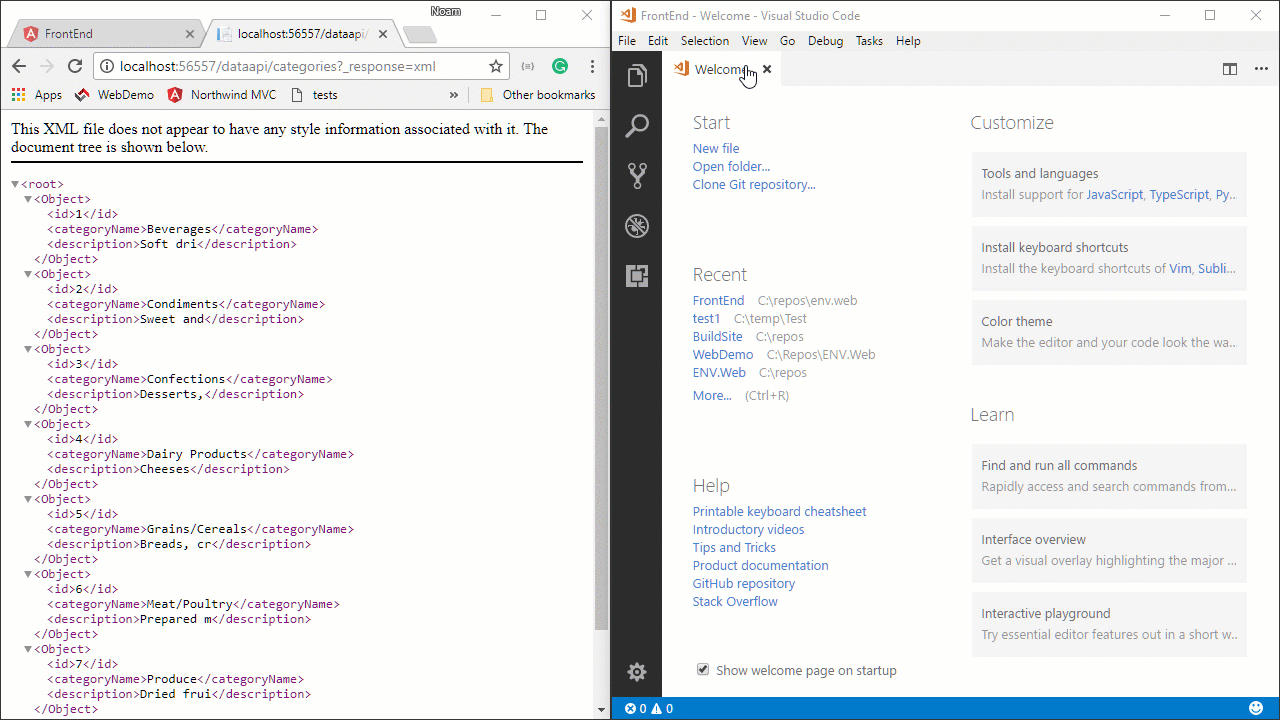 Noam
FrontEnd
localhost:56557/dataapi/
localhost:56557/dataapi/categories?_response=xml
Apps
WebDemo
Northwind MVC
tests
»
Other bookmarks
This XML file does not appear to have any style information associated with it. The
document tree is shown below.
<root>
<Object>
<id>1</id>
<categoryName>Beverages</categoryName>
<description>Soft dri</description>
</Object>
<Object>
<id>2</id>
<categoryName>Condiments</categoryName>
<description>Sweet and</description>
</Object>
<Object>
<id>3</id>
<categoryName>Confections</categoryName>
<description>Desserts,</description>
</Object>
<Object>
<id>4</id>
<categoryName>Dairy Products</categoryName>
<description>Cheeses</description>
</Object>
<Object>
<id>5</id>
<categoryName>Grains/Cereals</categoryName>
<description>Breads, cr</description>
</Object>
<Object>
<id>6</id>
<categoryName>Meat/Poultry</categoryName>
<description>Prepared m</description>
</Object>
<Object>
<id>7</id>
<categoryName>Produce</categoryName>
<description>Dried frui</description>
</Object>
FrontEnd - Welcome - Visual Studio Code
File Edit Selection View Go Debug Tasks Help
Welcome
Start
New file
Open folder...
Clone Git repository...
Recent
FrontEnd C:\repos\env.web
test1 C:\temp\Test
BuildSite C:\repos
WebDemo C:\Repos\ENV.Web
ENV.Web C:\repos
More... (Ctrl+R)
Help
Printable keyboard cheatsheet
Introductory videos
Tips and Tricks
Product documentation
GitHub repository
Stack Overflow
Show welcome page on startup
Customize
Tools and languages
Install support for JavaScript, TypeScript, Py...
Install keyboard shortcuts
Install the keyboard shortcuts of Vim, Subli...
Color theme
Make the editor and your code look the wa...
Learn
Find and run all commands
Rapidly access and search commands from...
Interface overview
Get a visual overlay highlighting the major ...
Interactive playground
Try essential editor features out in a short w...
0 0